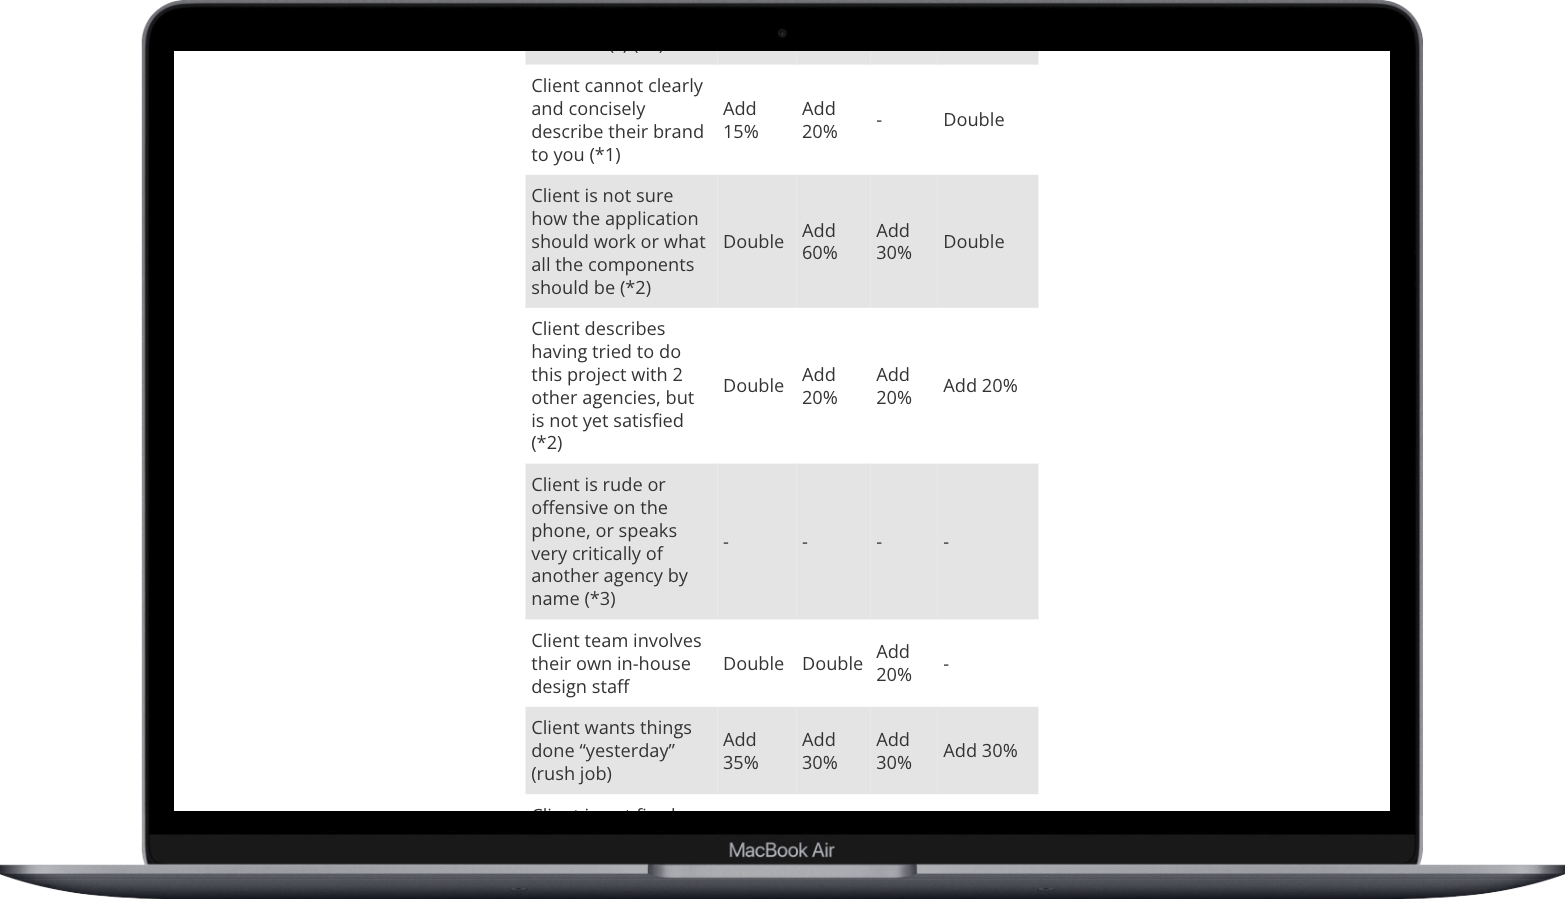 Client cannot clearly
and concisely
describe their brand
to you (*1)
Add
15%
Add
20%
-
Double
Client is not sure
how the application
should work or what
all the components
should be (*2)
Double
Add
60%
Add
30%
Double
Client describes
having tried to do
this project with 2
other agencies, but
is not yet satisfied
(*2)
Double
Add
20%
Add
20%
Add 20%
Client is rude or
offensive on the
phone, or speaks
very critically of
another agency by
name (*3)
-
-
-
-
Client team involves
their own in-house
design staff
Double
Double
Add
20%
-
Client wants things
done “yesterday”
(rush job)
Add
35%
Add
30%
Add
30%
Add 30%
MacBook Air